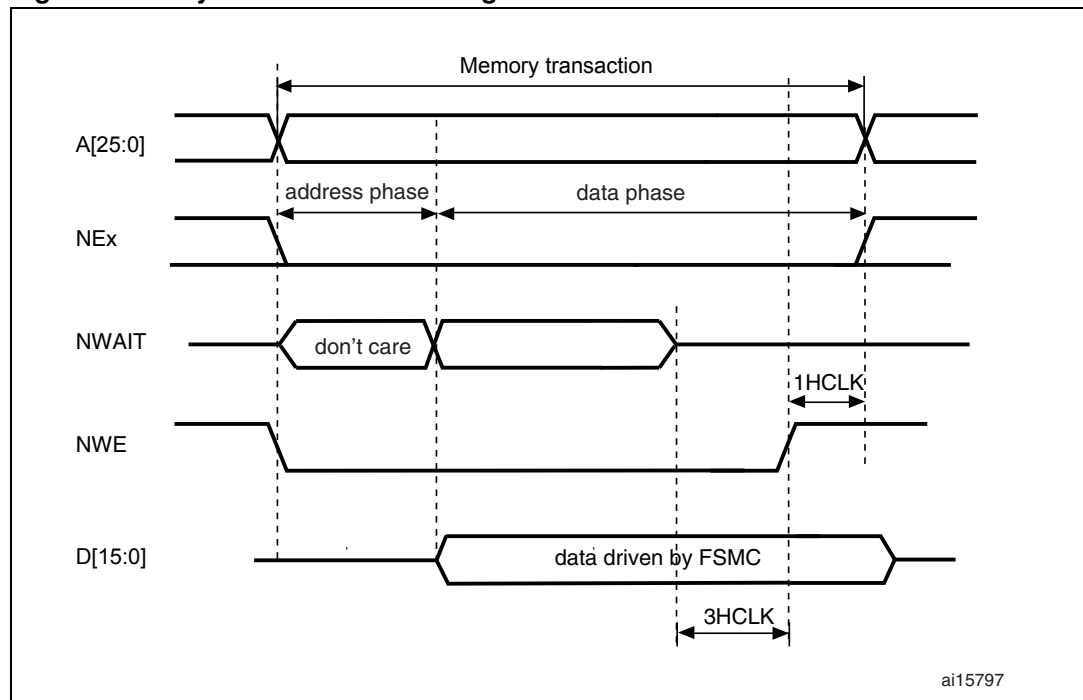 Memory transaction
A[25:0]
address phase
data phase
NEx
NWAIT
don't care
1HCLK
NWE
D[15:0]
data driven by FSMC
3HCLK
ai15797